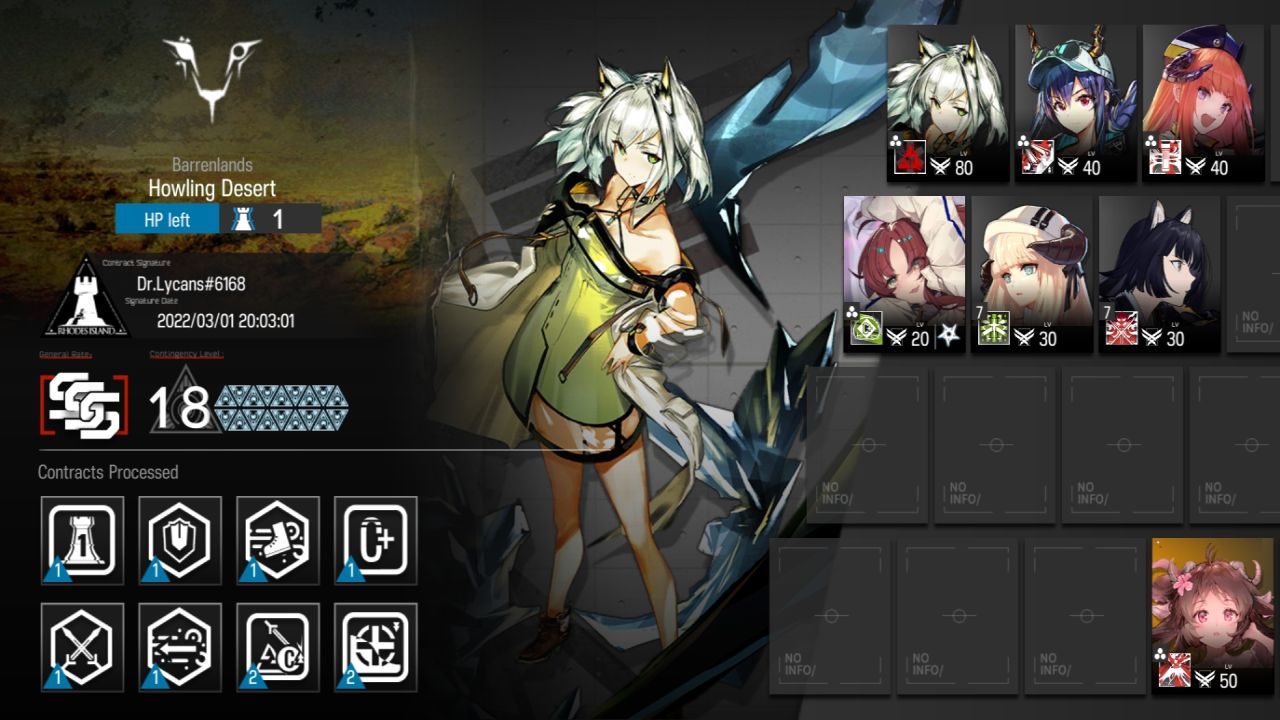 Barrenlands
Howling Desert
HP left 1
Contract Signature
Dr.Lycans#6168
Signature Date
2022/03/01 20:03:01
RHODES ISLAND
General Rate:
Contingency Level:
SSS
18
Contracts Processed
1
1 1 1 1
1 1 2 2
LV 80
LV 40
LV 40
LV 20
7 LV 30
7 LV 30
NO INFO/
NO INFO/
NO INFO/
NO INFO/
NO INFO/
NO INFO/
NO INFO/
NO INFO/
LV 50